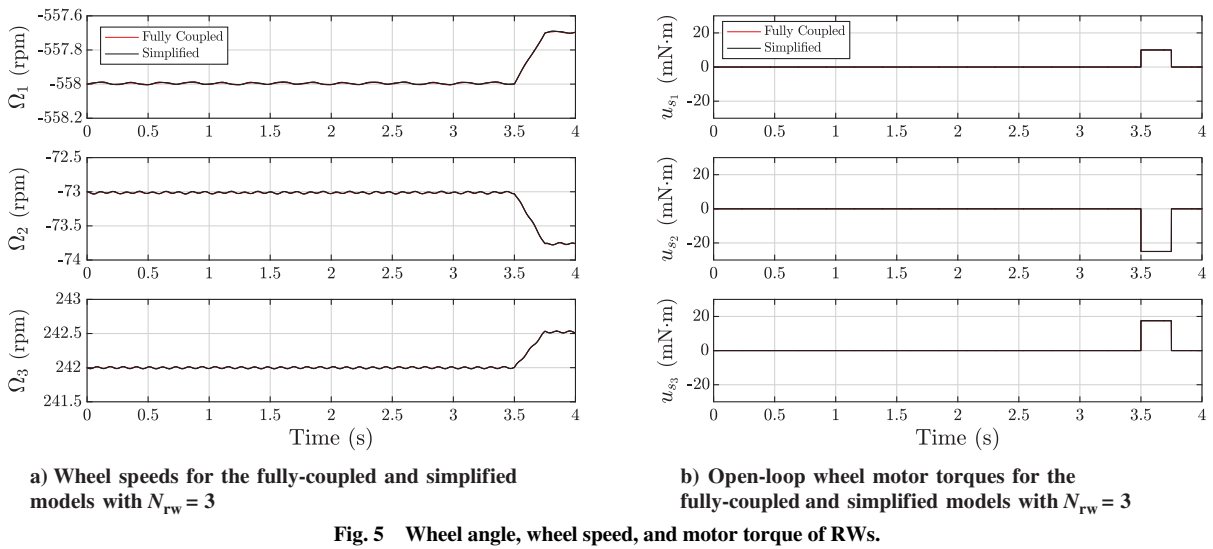 -557.6
-557.8
-558
-558.2
Ω1 (rpm)
Fully Coupled
Simplified
0 0.5 1 1.5 2 2.5 3 3.5 4
-72.5
-73
-73.5
-74
Ω2 (rpm)
0 0.5 1 1.5 2 2.5 3 3.5 4
243
242.5
242
241.5
Ω3 (rpm)
0 0.5 1 1.5 2 2.5 3 3.5 4
Time (s)
a) Wheel speeds for the fully-coupled and simplified
models with Nrw = 3
20
0
-20
us1 (mN·m)
Fully Coupled
Simplified
0 0.5 1 1.5 2 2.5 3 3.5 4
20
0
-20
us2 (mN·m)
0 0.5 1 1.5 2 2.5 3 3.5 4
20
0
-20
us3 (mN·m)
0 0.5 1 1.5 2 2.5 3 3.5 4
Time (s)
b) Open-loop wheel motor torques for the
fully-coupled and simplified models with Nrw = 3
Fig. 5 Wheel angle, wheel speed, and motor torque of RWs.